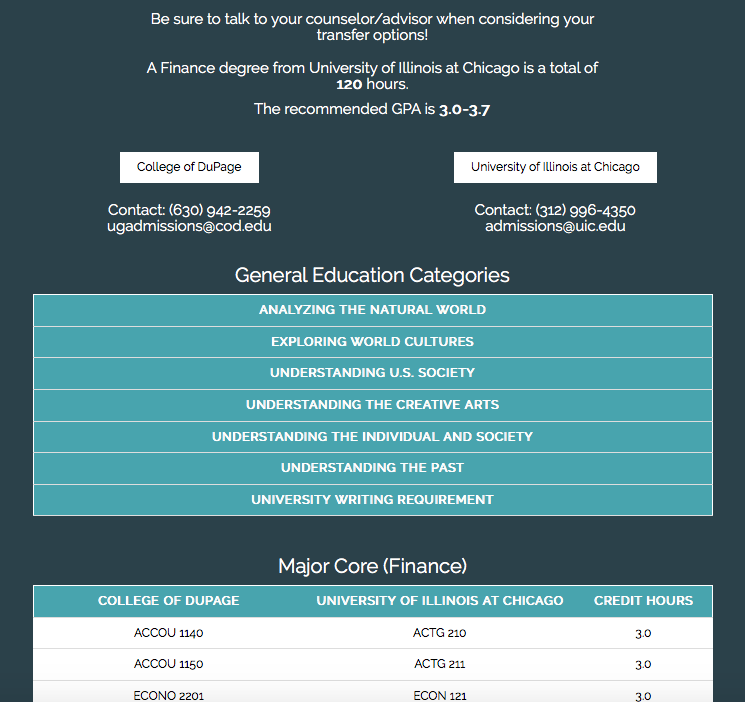 Be sure to talk to your counselor/advisor when considering your
transfer options!
A Finance degree from University of Illinois at Chicago is a total of
120 hours.
The recommended GPA is 3.0-3.7
College of DuPage
University of Illinois at Chicago
Contact: (630) 942-2259
ugadmissions@cod.edu
Contact: (312) 996-4350
admissions@uic.edu
General Education Categories
ANALYZING THE NATURAL WORLD
EXPLORING WORLD CULTURES
UNDERSTANDING U.S. SOCIETY
UNDERSTANDING THE CREATIVE ARTS
UNDERSTANDING THE INDIVIDUAL AND SOCIETY
UNDERSTANDING THE PAST
UNIVERSITY WRITING REQUIREMENT
Major Core (Finance)
COLLEGE OF DUPAGE UNIVERSITY OF ILLINOIS AT CHICAGO CREDIT HOURS
ACCOU 1140 ACTG 210 3.0
ACCOU 1150 ACTG 211 3.0
ECONO 2201 ECON 121 3.0